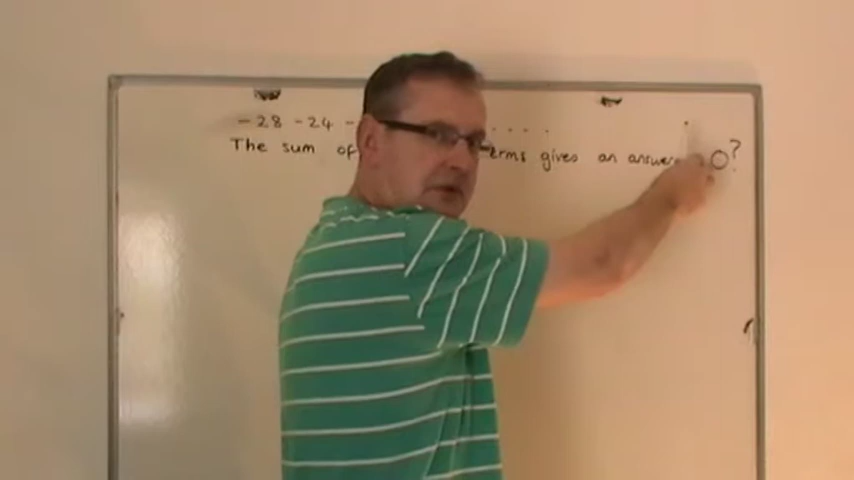 -28 -24 - . . . .
The sum of terms gives an answer 0?